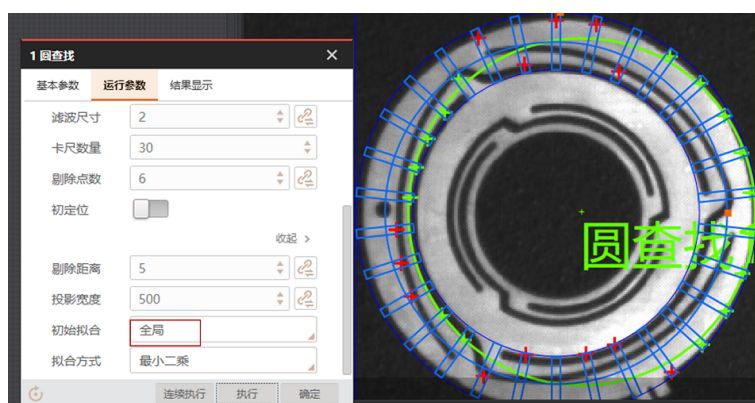 1 圆查找
基本参数 运行参数 结果显示
滤波尺寸 2
卡尺数量 30
剔除点数 6
初定位
收起
剔除距离 5
投影宽度 500
初始拟合 全局
拟合方式 最小二乘
连续执行 执行 确定
圆查找